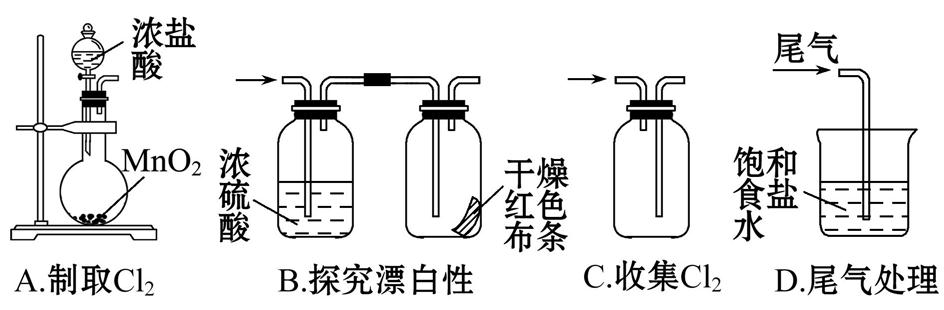 浓盐
酸
MnO₂
A.制取Cl₂
浓
硫
酸
干燥
红色
布条
B.探究漂白性
C.收集Cl₂
尾气
饱和
食盐
水
D.尾气处理